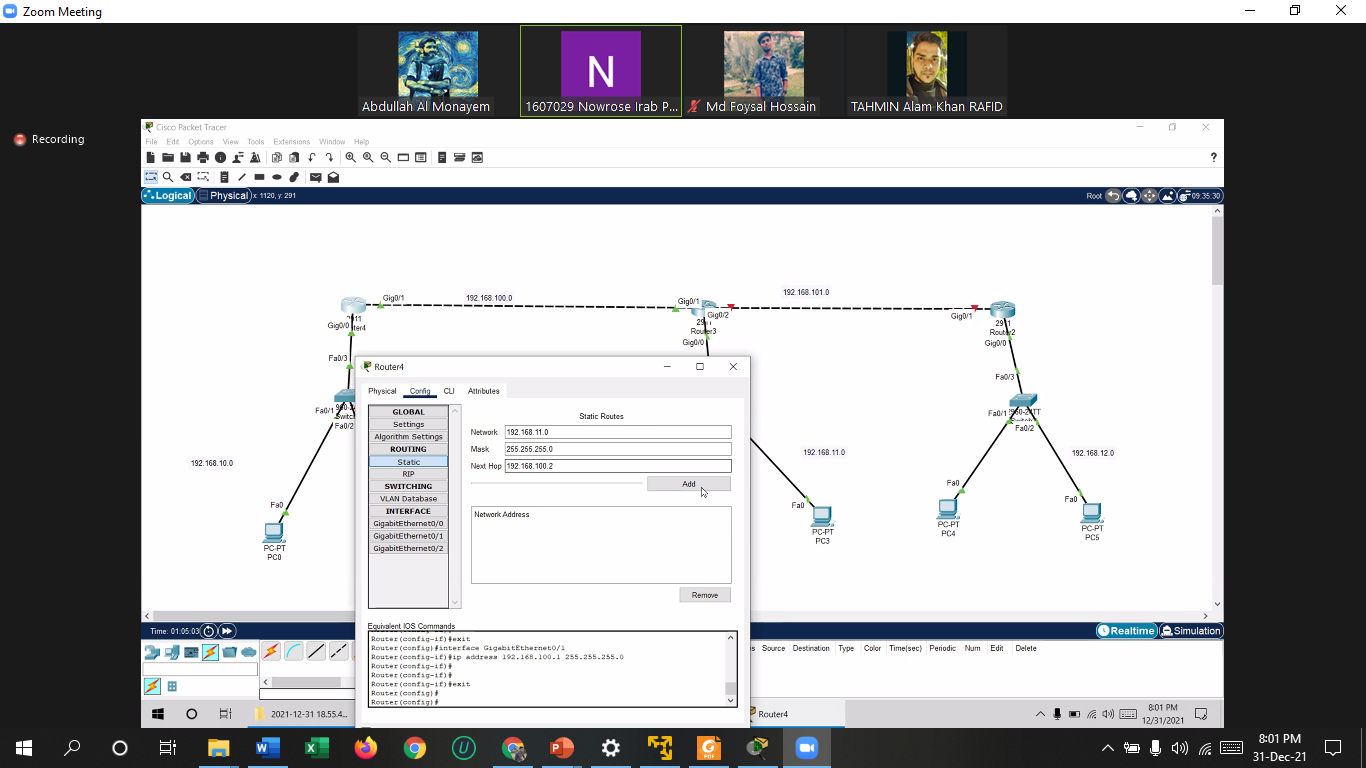 Zoom Meeting
Abdullah Al Monayem
1607029 Nowrose Irab P...
Md Foysal Hossain
TAHMIN Alam Khan RAFID
N
Recording
Cisco Packet Tracer
File Edit Options View Tools Extensions Window Help
Logical Physical x: 1120, y: 291
Root 09:35:30
Gig0/1 192.168.100.0 Gig0/1 192.168.101.0
Gig0/2 Gig0/1
Gig0/0 Router3 Router2
Gig0/0 Gig0/0
Fa0/3 Fa0/3
Fa0/1 Fa0/1
Fa0/2 Fa0/2
192.168.10.0 192.168.11.0 192.168.12.0
Fa0 Fa0 Fa0 Fa0
PC-PT
PC0
PC-PT
PC3
PC-PT
PC4
PC-PT
PC5
Router4
Physical Config CLI Attributes
GLOBAL
Settings
Algorithm Settings
ROUTING
Static
RIP
SWITCHING
VLAN Database
INTERFACE
GigabitEthernet0/0
GigabitEthernet0/1
GigabitEthernet0/2
Static Routes
Network 192.168.11.0
Mask 255.255.255.0
Next Hop 192.168.100.2
Add
Network Address
Remove
Equivalent IOS Commands
Router(config-if)#exit
Router(config)#interface GigabitEthernet0/1
Router(config-if)#ip address 192.168.100.1 255.255.255.0
Router(config-if)#
Router(config-if)#
Router(config-if)#exit
Router(config)#
Router(config)#
Time: 01:05:03
Realtime Simulation
Source Destination Type Color Time(sec) Periodic Num Edit Delete
2021-12-31 18.55.4...
Router4
8:01 PM
12/31/2021
8:01 PM
31-Dec-21